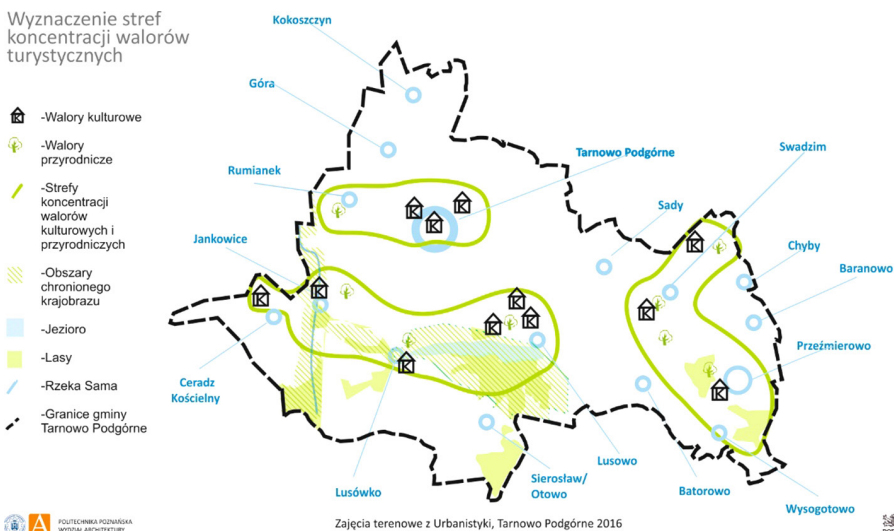 Wyznaczenie stref
koncentracji walorów
turystycznych
-Walory kulturowe
-Walory
przyrodnicze
-Strefy
koncentracji
walorów
kulturowych i
przyrodniczych
-Obszary
chronionego
krajobrazu
-Jezioro
-Lasy
-Rzeka Sama
-Granice gminy
Tarnowo Podgórne
Kokoszczyn
Góra
Rumianek
Jankowice
Tarnowo Podgórne
Swadzim
Sady
Chyby
Baranowo
Przeźmierowo
Ceradz
Kościelny
Lusówko
Sierosław/
Otowo
Lusowo
Batorowo
Wysogotowo
POLITECHNIKA POZNAŃSKA
WYDZIAŁ ARCHITEKTURY
Zajęcia terenowe z Urbanistyki, Tarnowo Podgórne 2016